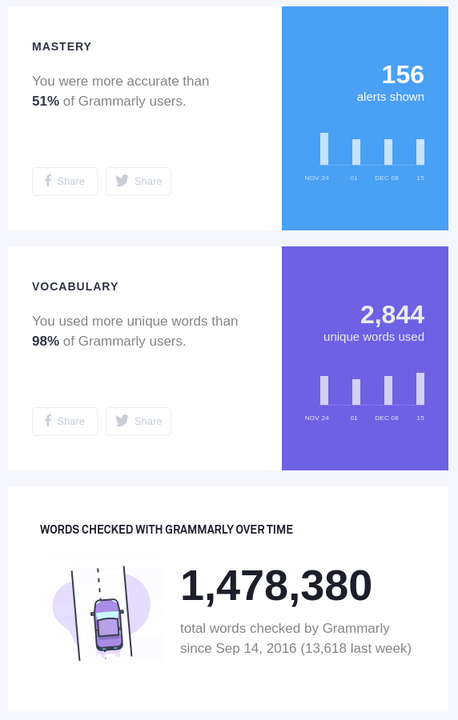 MASTERY
You were more accurate than
51% of Grammarly users.
Share Share
156
alerts shown
NOV 24 01 DEC 08 15
VOCABULARY
You used more unique words than
98% of Grammarly users.
Share Share
2,844
unique words used
NOV 24 01 DEC 08 15
WORDS CHECKED WITH GRAMMARLY OVER TIME
1,478,380
total words checked by Grammarly
since Sep 14, 2016 (13,618 last week)